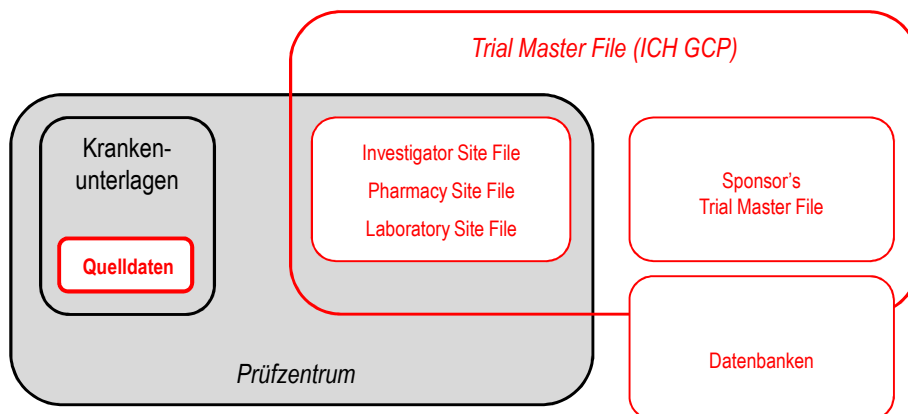 Trial Master File (ICH GCP)
Kranken-
unterlagen
Quelldaten
Investigator Site File
Pharmacy Site File
Laboratory Site File
Sponsor's
Trial Master File
Datenbanken
Prüfzentrum